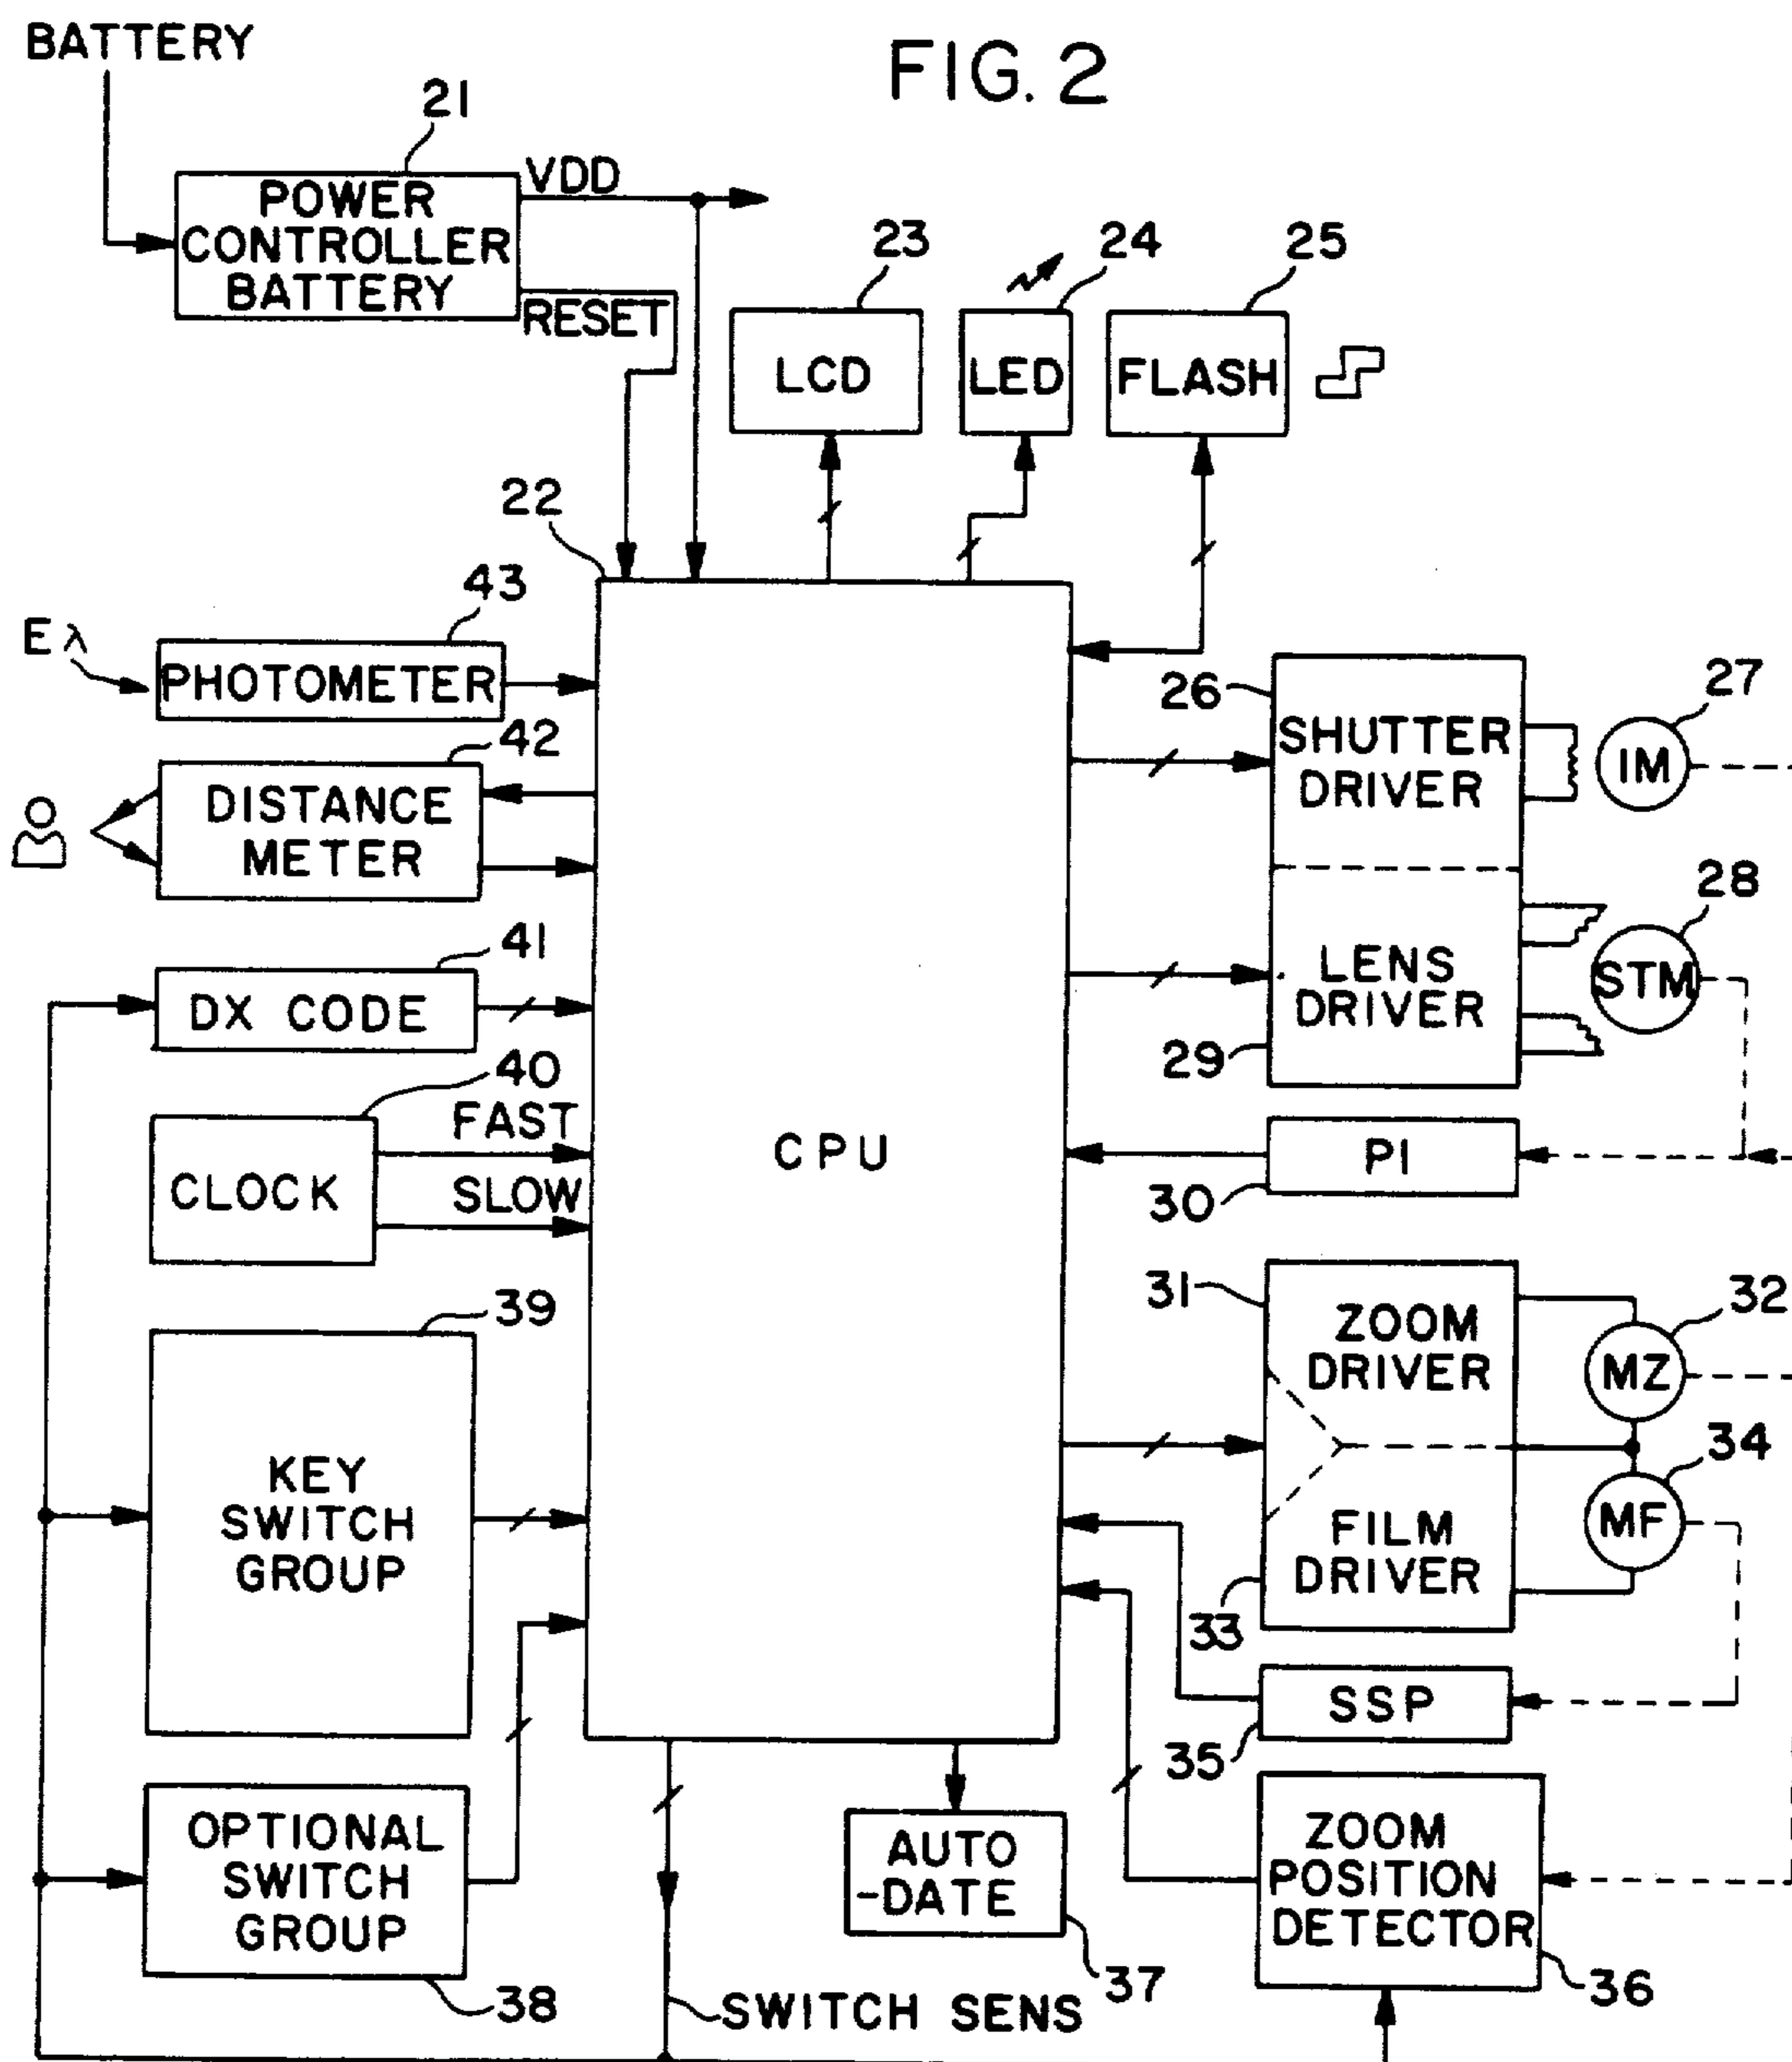 BATTERY
FIG. 2
21
POWER
CONTROLLER
BATTERY
VDD
RESET
23
LCD
24
LED
25
FLASH
22
CPU
43
Eλ
PHOTOMETER
42
DISTANCE
METER
41
DX CODE
40
CLOCK
FAST
SLOW
39
KEY
SWITCH
GROUP
OPTIONAL
SWITCH
GROUP
38
SWITCH SENS
AUTO
-DATE
37
26
SHUTTER
DRIVER
27
IM
28
STM
LENS
DRIVER
29
PI
30
31
ZOOM
DRIVER
32
MZ
34
MF
FILM
DRIVER
33
SSP
35
ZOOM
POSITION
DETECTOR
36